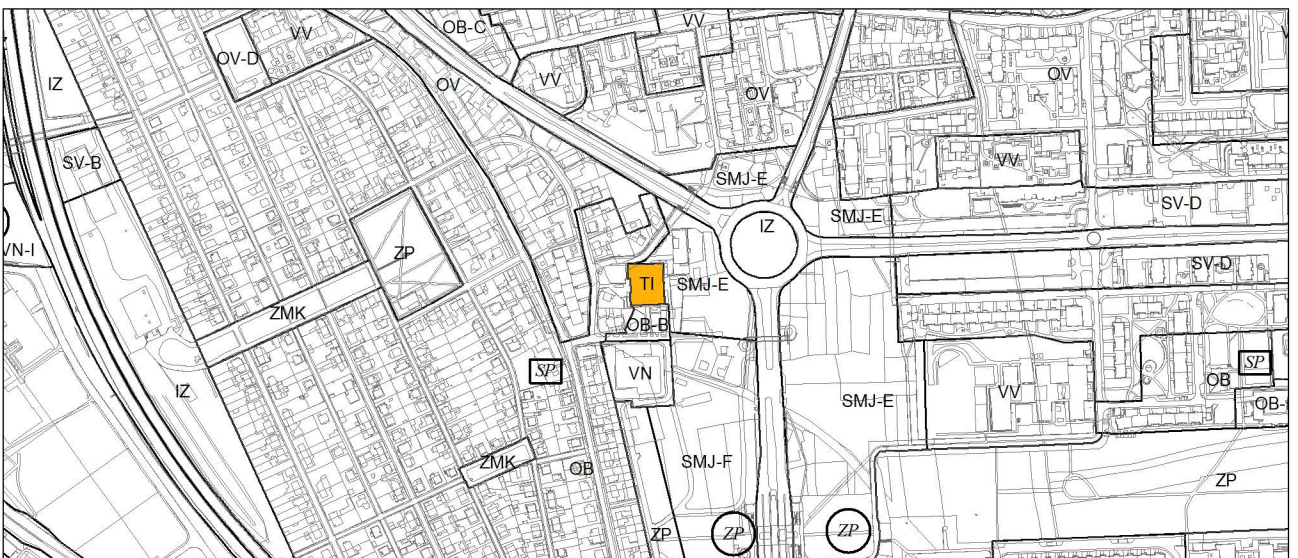 OB-C
VV
VV
OV-D
OV
VV
OV
OV
IZ
SV-B
VV
SMJ-E
SMJ-E
SV-D
IZ
VN-I
ZP
TI
SMJ-E
SV-D
ZMK
OB-B
SP
VN
SP
IZ
SMJ-E
VV
OB
ZMK
OB
SMJ-F
ZP
ZP
ZP
ZP